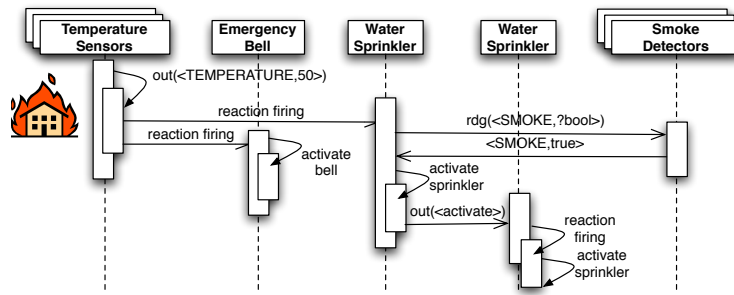 Temperature
Sensors
Emergency
Bell
Water
Sprinkler
Water
Sprinkler
Smoke
Detectors
out(<TEMPERATURE,50>)
reaction firing
rdg(<SMOKE,?bool>)
reaction firing
<SMOKE,true>
activate
bell
activate
sprinkler
out(<activate>)
reaction
firing
activate
sprinkler